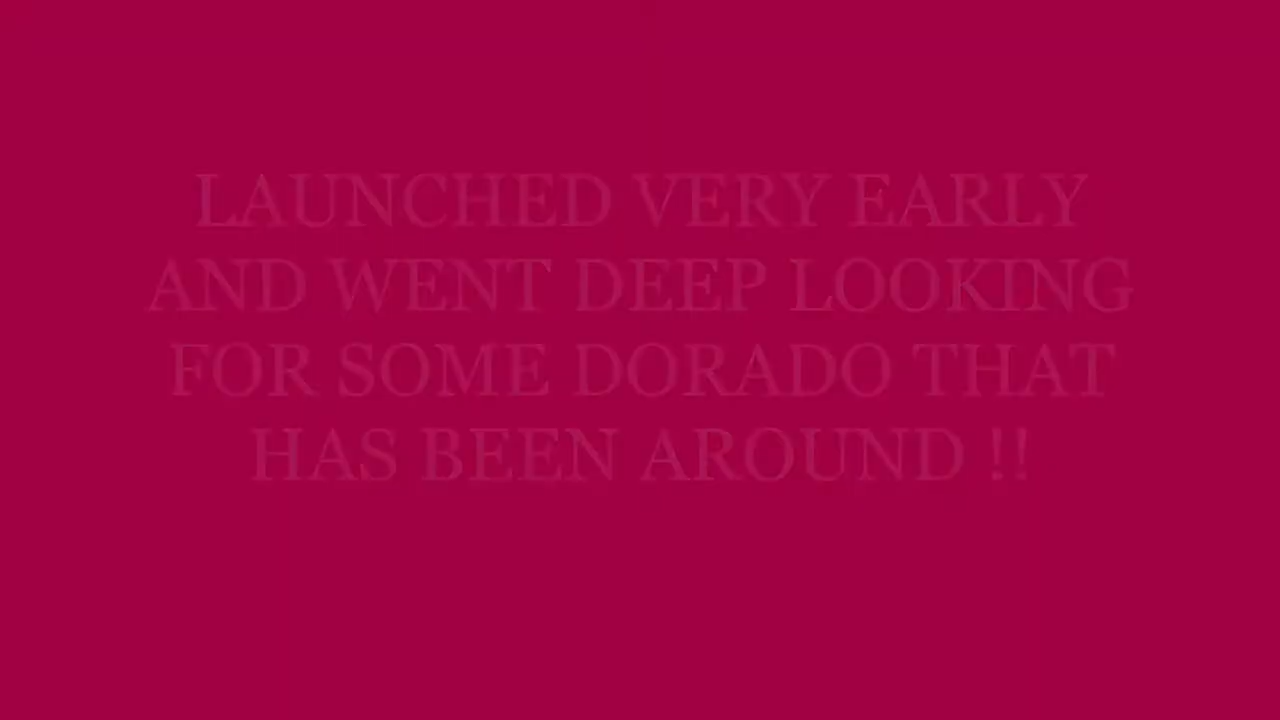 LAUNCHED VERY EARLY
AND WENT DEEP LOOKING
FOR SOME DORADO THAT
HAS BEEN AROUND !!